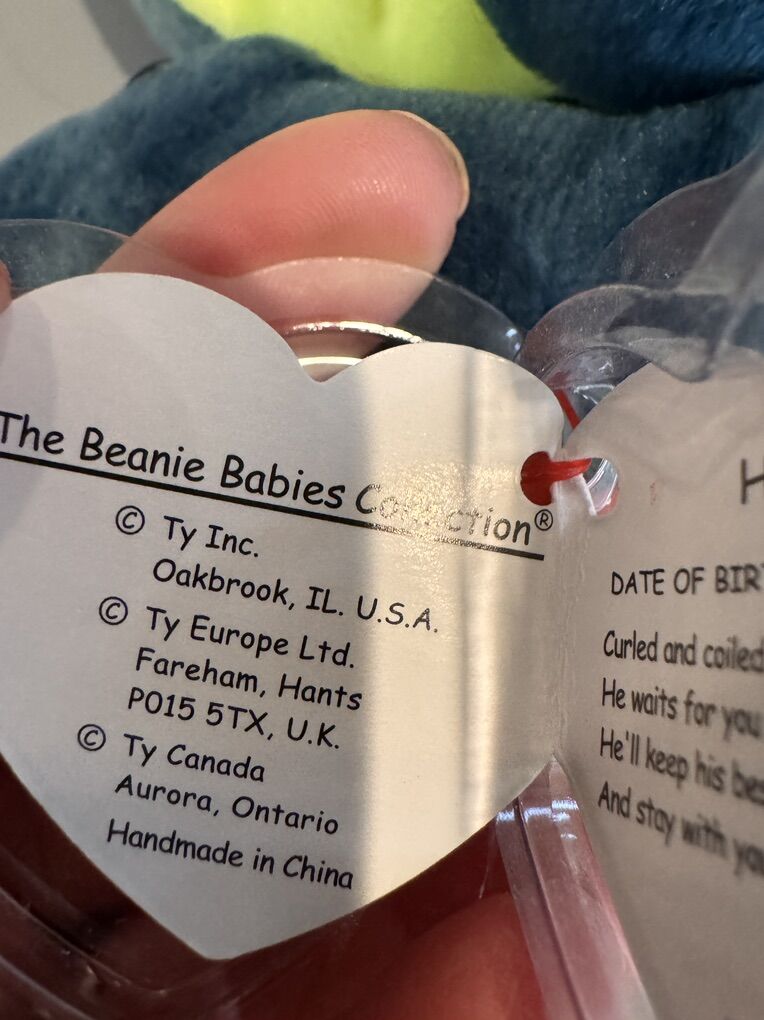 The Beanie Babies Collection®
© Ty Inc.
Oakbrook, IL. U.S.A.
© Ty Europe Ltd.
Fareham, Hants
PO15 5TX, U.K.
© Ty Canada
Aurora, Ontario
Handmade in China
H
DATE OF BIR
Curled and coiled
He waits for you
He'll keep his bes
And stay with you